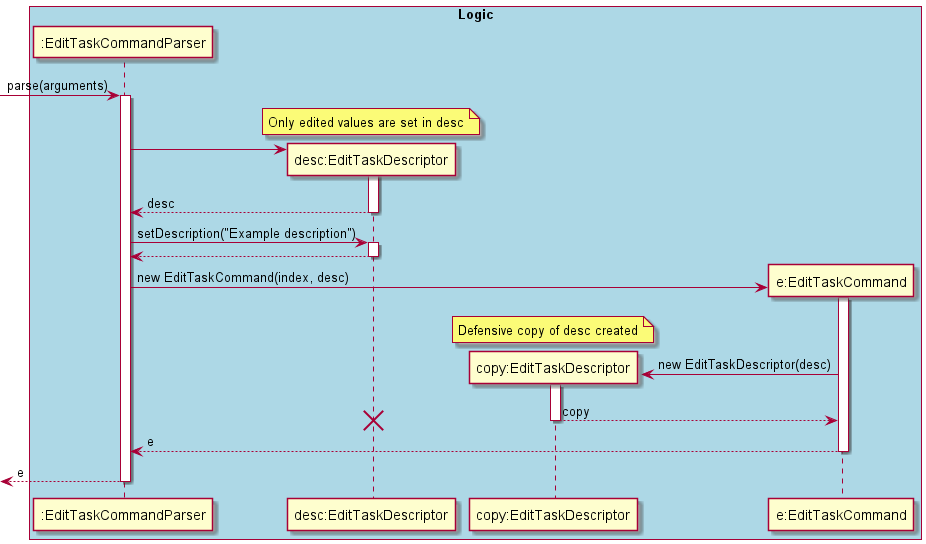 Logic
:EditTaskCommandParser
parse(arguments)
Only edited values are set in desc
desc:EditTaskDescriptor
desc
setDescription("Example description")
new EditTaskCommand(index, desc)
e:EditTaskCommand
Defensive copy of desc created
copy:EditTaskDescriptor
new EditTaskDescriptor(desc)
copy
e
e
:EditTaskCommandParser
desc:EditTaskDescriptor
copy:EditTaskDescriptor
e:EditTaskCommand